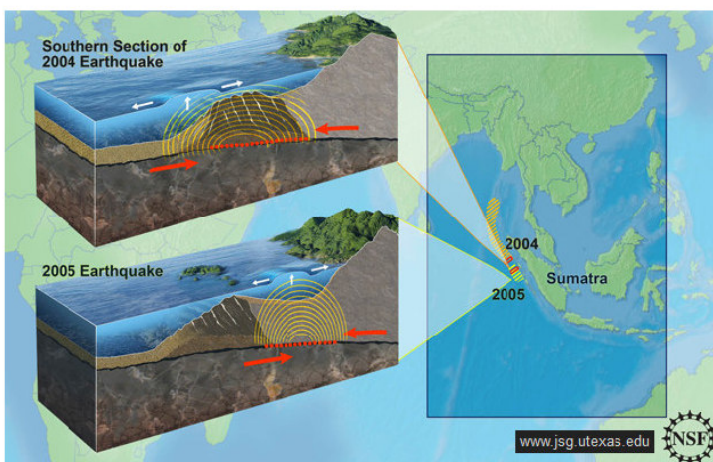 Southern Section of
2004 Earthquake
2005 Earthquake
2004
Sumatra
2005
www.jsg.utexas.edu
NSF